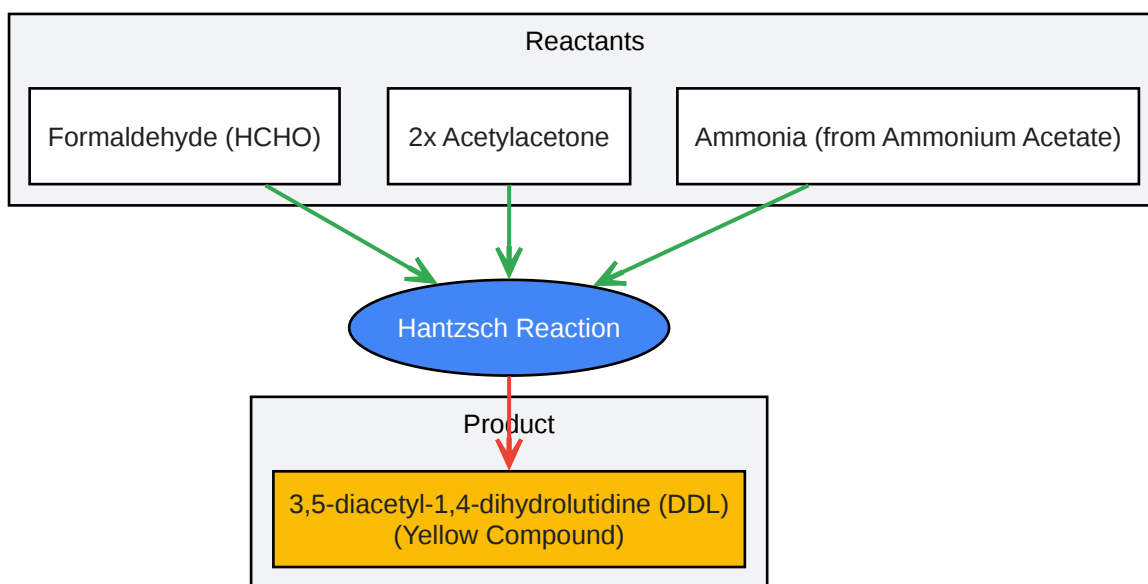 Reactants
Formaldehyde (HCHO)
2x Acetylacetone
Ammonia (from Ammonium Acetate)
Hantzsch Reaction
Product
3,5-diacetyl-1,4-dihydrolutidine (DDL)
(Yellow Compound)